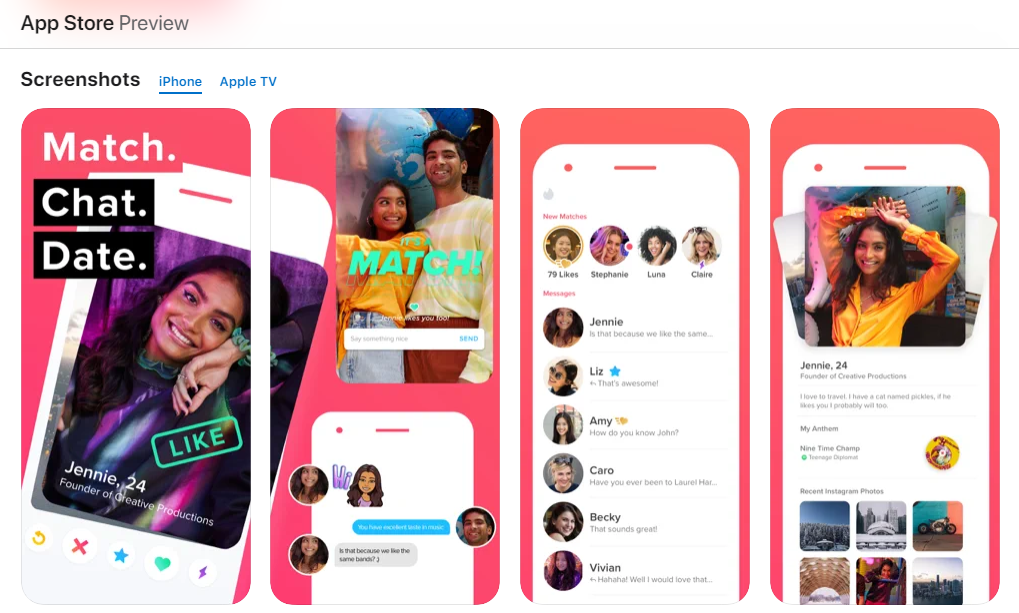 App Store Preview
Screenshots
iPhone
Apple TV
Match.
Chat.
Date.
LIKE
Jennie, 24
Founder of Creative Productions
IT'S A
MATCH!
Jennie likes you too!
Say something nice
SEND
Hi
You have excellent taste in music
Is that because we like the
same bands? ;)
New Matches
79 Likes
Stephanie
Luna
Claire
Messages
Jennie
Is that because we like the same...
Liz
That's awesome!
Amy
How do you know John?
Caro
Have you ever been to Laurel Har...
Becky
That sounds great!
Vivian
Hahaha! Well I would love that...
Jennie, 24
Founder of Creative Productions
I love to travel. I have a cat named pickles, if he
likes you I probably will too.
My Anthem
Nine Time Champ
Teenage Diplomat
Recent Instagram Photos